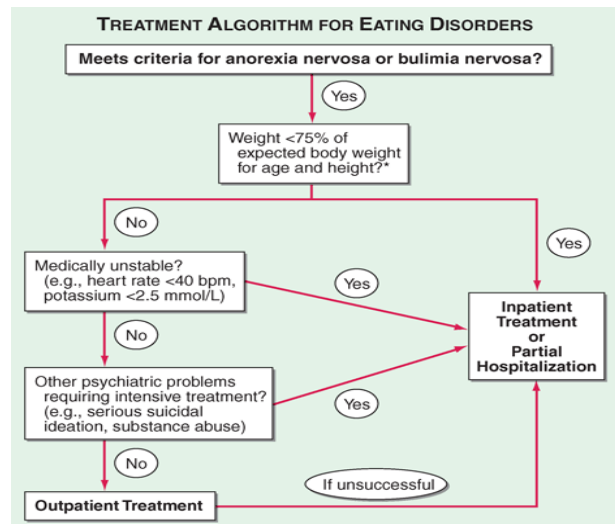 TREATMENT ALGORITHM FOR EATING DISORDERS
Meets criteria for anorexia nervosa or bulimia nervosa?
Yes
Weight <75% of
expected body weight
for age and height?*
No
Yes
Medically unstable?
(e.g., heart rate <40 bpm,
potassium <2.5 mmol/L)
Yes
Inpatient
Treatment
or
Partial
Hospitalization
No
Other psychiatric problems
requiring intensive treatment?
(e.g., serious suicidal
ideation, substance abuse)
Yes
No
If unsuccessful
Outpatient Treatment